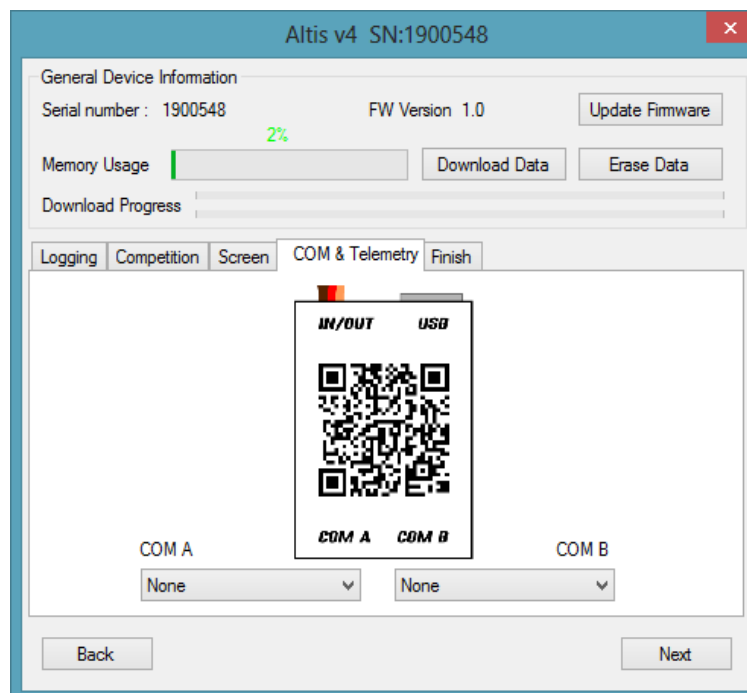 Altis v4 SN:1900548
General Device Information
Serial number : 1900548 FW Version 1.0 Update Firmware
2%
Memory Usage Download Data Erase Data
Download Progress
Logging Competition Screen COM & Telemetry Finish
IN/OUT USB
COM A COM B
COM A COM B
None None
Back Next